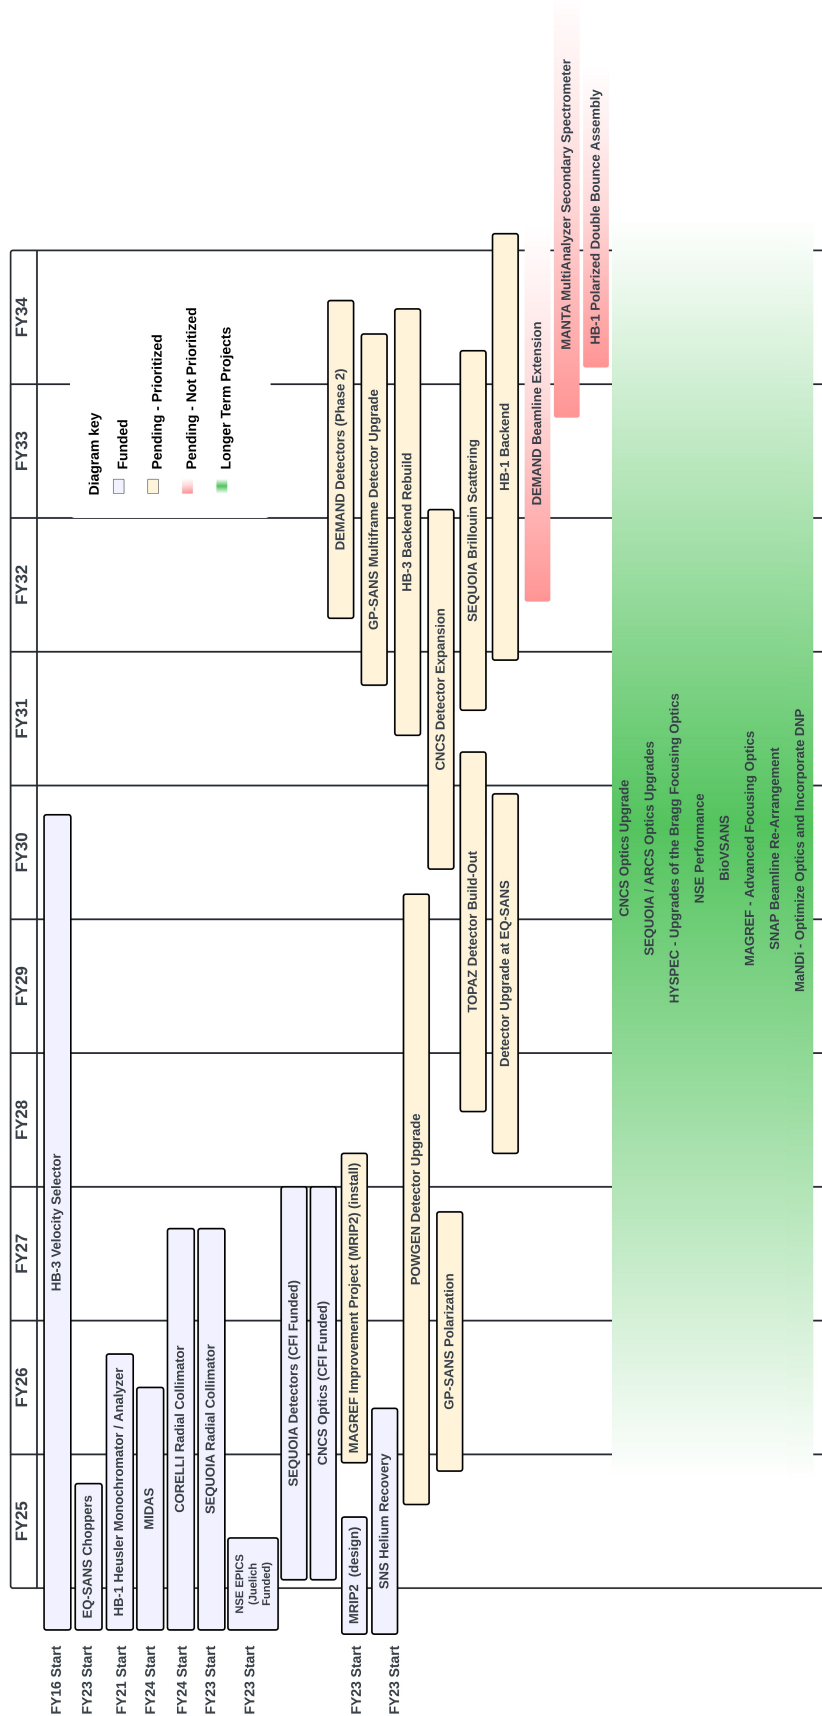 FY25
FY26
FY27
FY28
FY29
FY30
FY31
FY32
FY33
FY34
Diagram key
Funded
Pending - Prioritized
Pending - Not Prioritized
Longer Term Projects
FY16 Start
HB-3 Velocity Selector
FY23 Start
EQ-SANS Choppers
FY21 Start
HB-1 Heusler Monochromator / Analyzer
FY24 Start
MIDAS
FY24 Start
CORELLI Radial Collimator
FY23 Start
SEQUOIA Radial Collimator
FY23 Start
NSE EPICS
(Juelich
Funded)
SEQUOIA Detectors (CFI Funded)
CNCS Optics (CFI Funded)
FY23 Start
MRIP2 (design)
MAGREF Improvement Project (MRIP2) (install)
FY23 Start
SNS Helium Recovery
POWGEN Detector Upgrade
GP-SANS Polarization
TOPAZ Detector Build-Out
Detector Upgrade at EQ-SANS
DEMAND Detectors (Phase 2)
GP-SANS Multiframe Detector Upgrade
HB-3 Backend Rebuild
CNCS Detector Expansion
SEQUOIA Brillouin Scattering
HB-1 Backend
DEMAND Beamline Extension
MANTA MultiAnalyzer Secondary Spectrometer
HB-1 Polarized Double Bounce Assembly
CNCS Optics Upgrade
SEQUOIA / ARCS Optics Upgrades
HYSPEC - Upgrades of the Bragg Focusing Optics
NSE Performance
BioVSANS
MAGREF - Advanced Focusing Optics
SNAP Beamline Re-Arrangement
MaNDi - Optimize Optics and Incorporate DNP